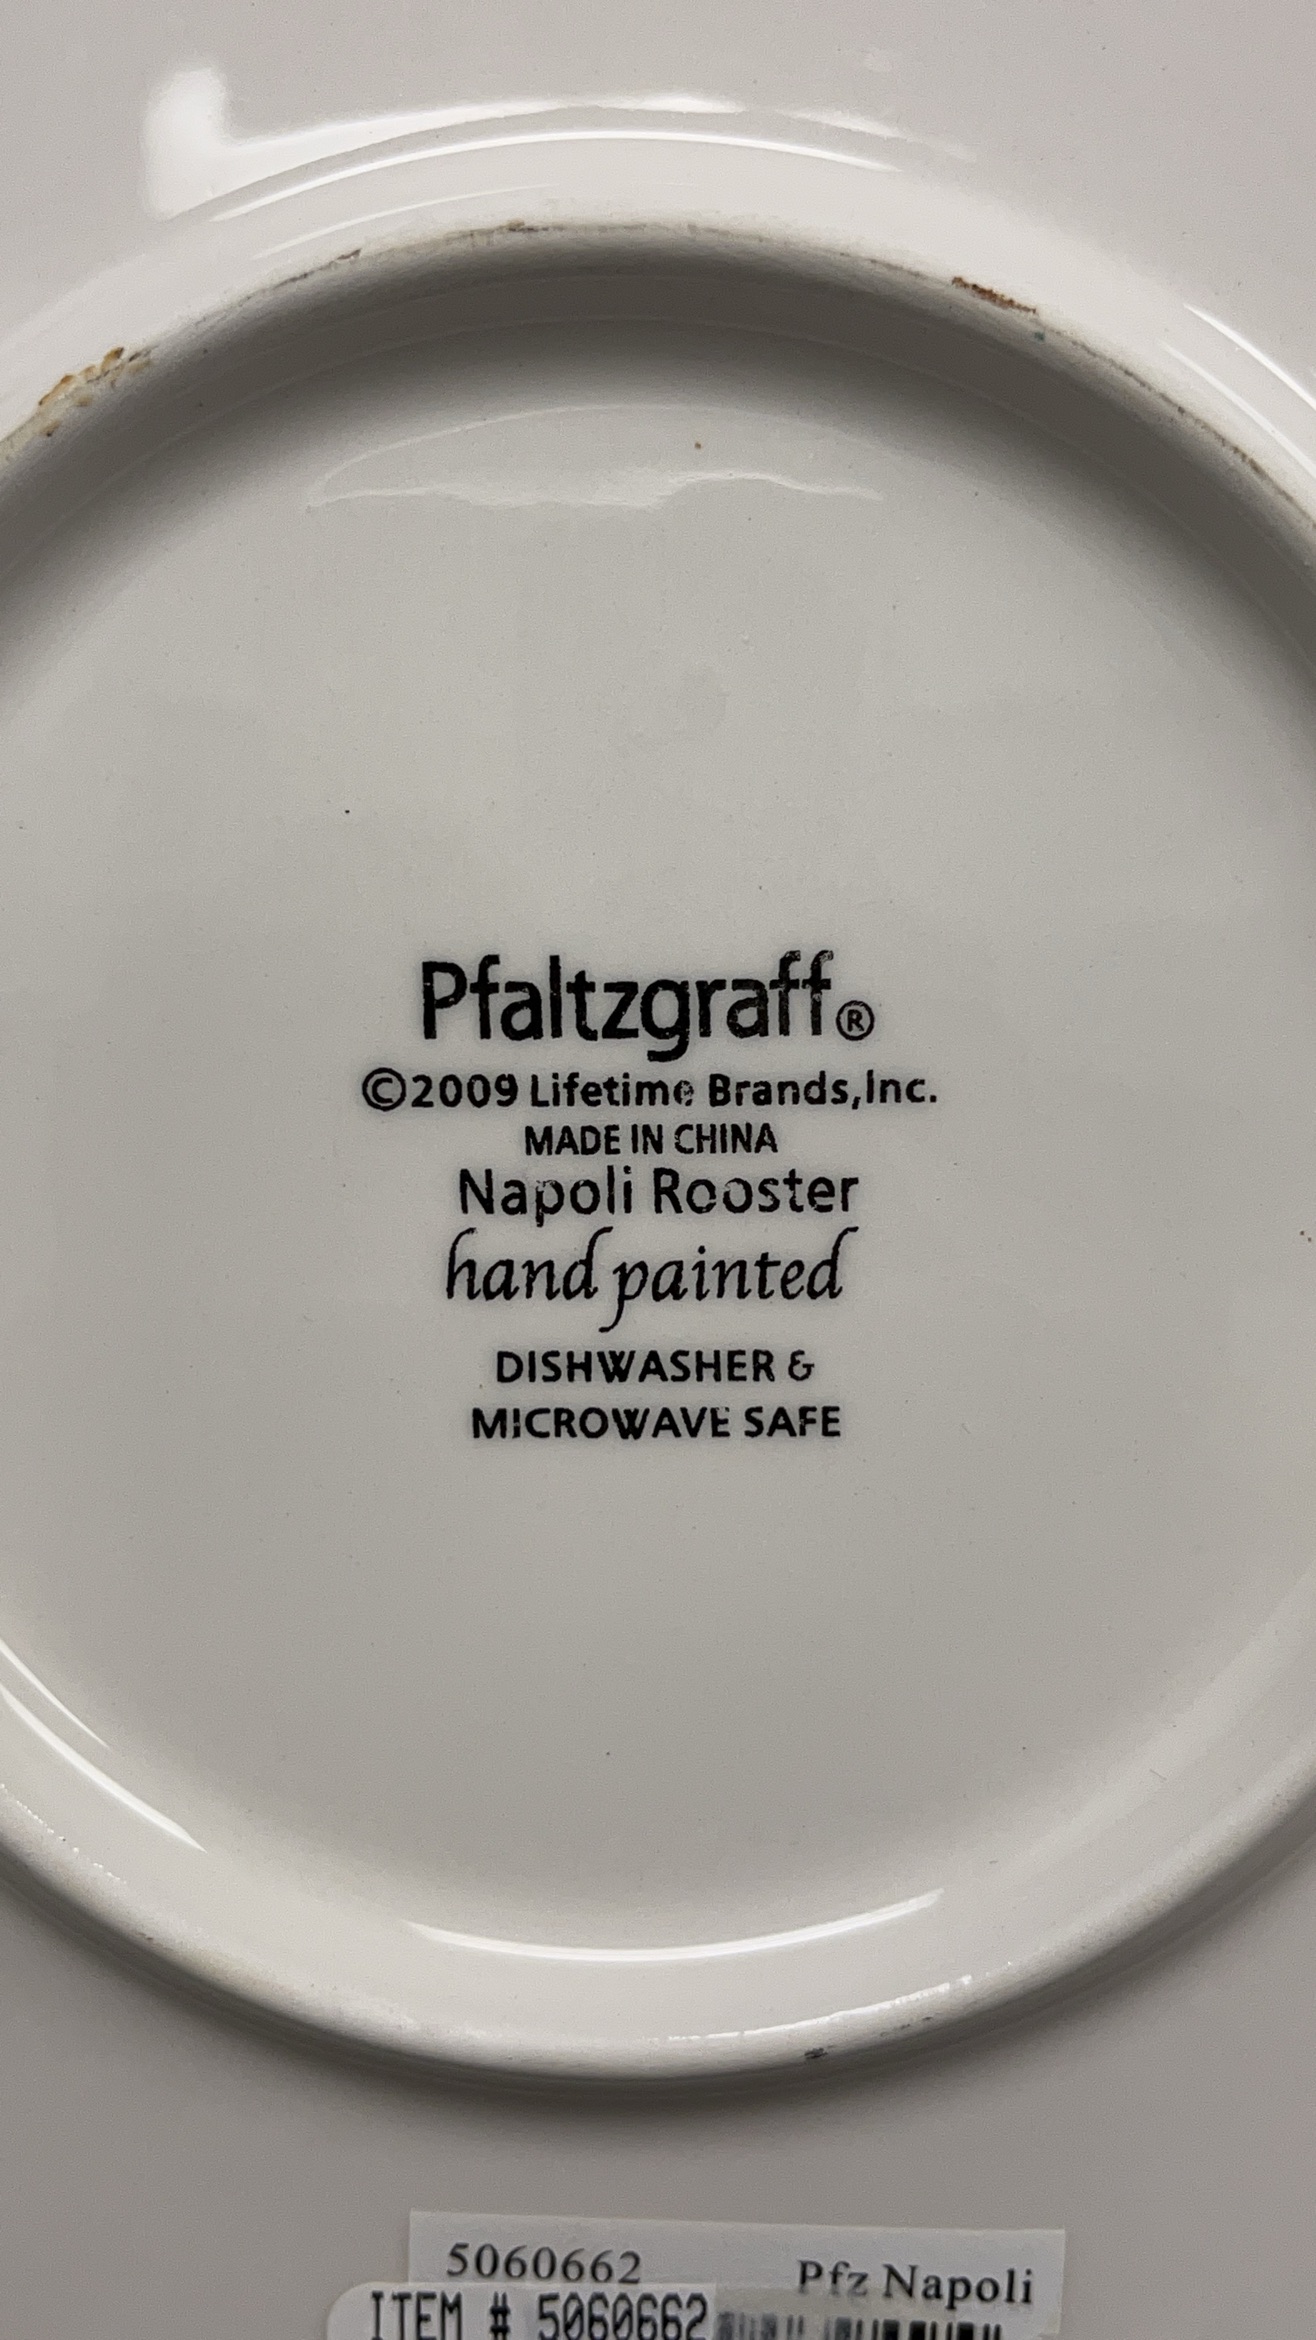 Pfaltzgraff®
©2009 Lifetime Brands,Inc.
MADE IN CHINA
Napoli Rooster
hand painted
DISHWASHER &
MICROWAVE SAFE
5060662 Pfz Napoli
ITEM # 5060662